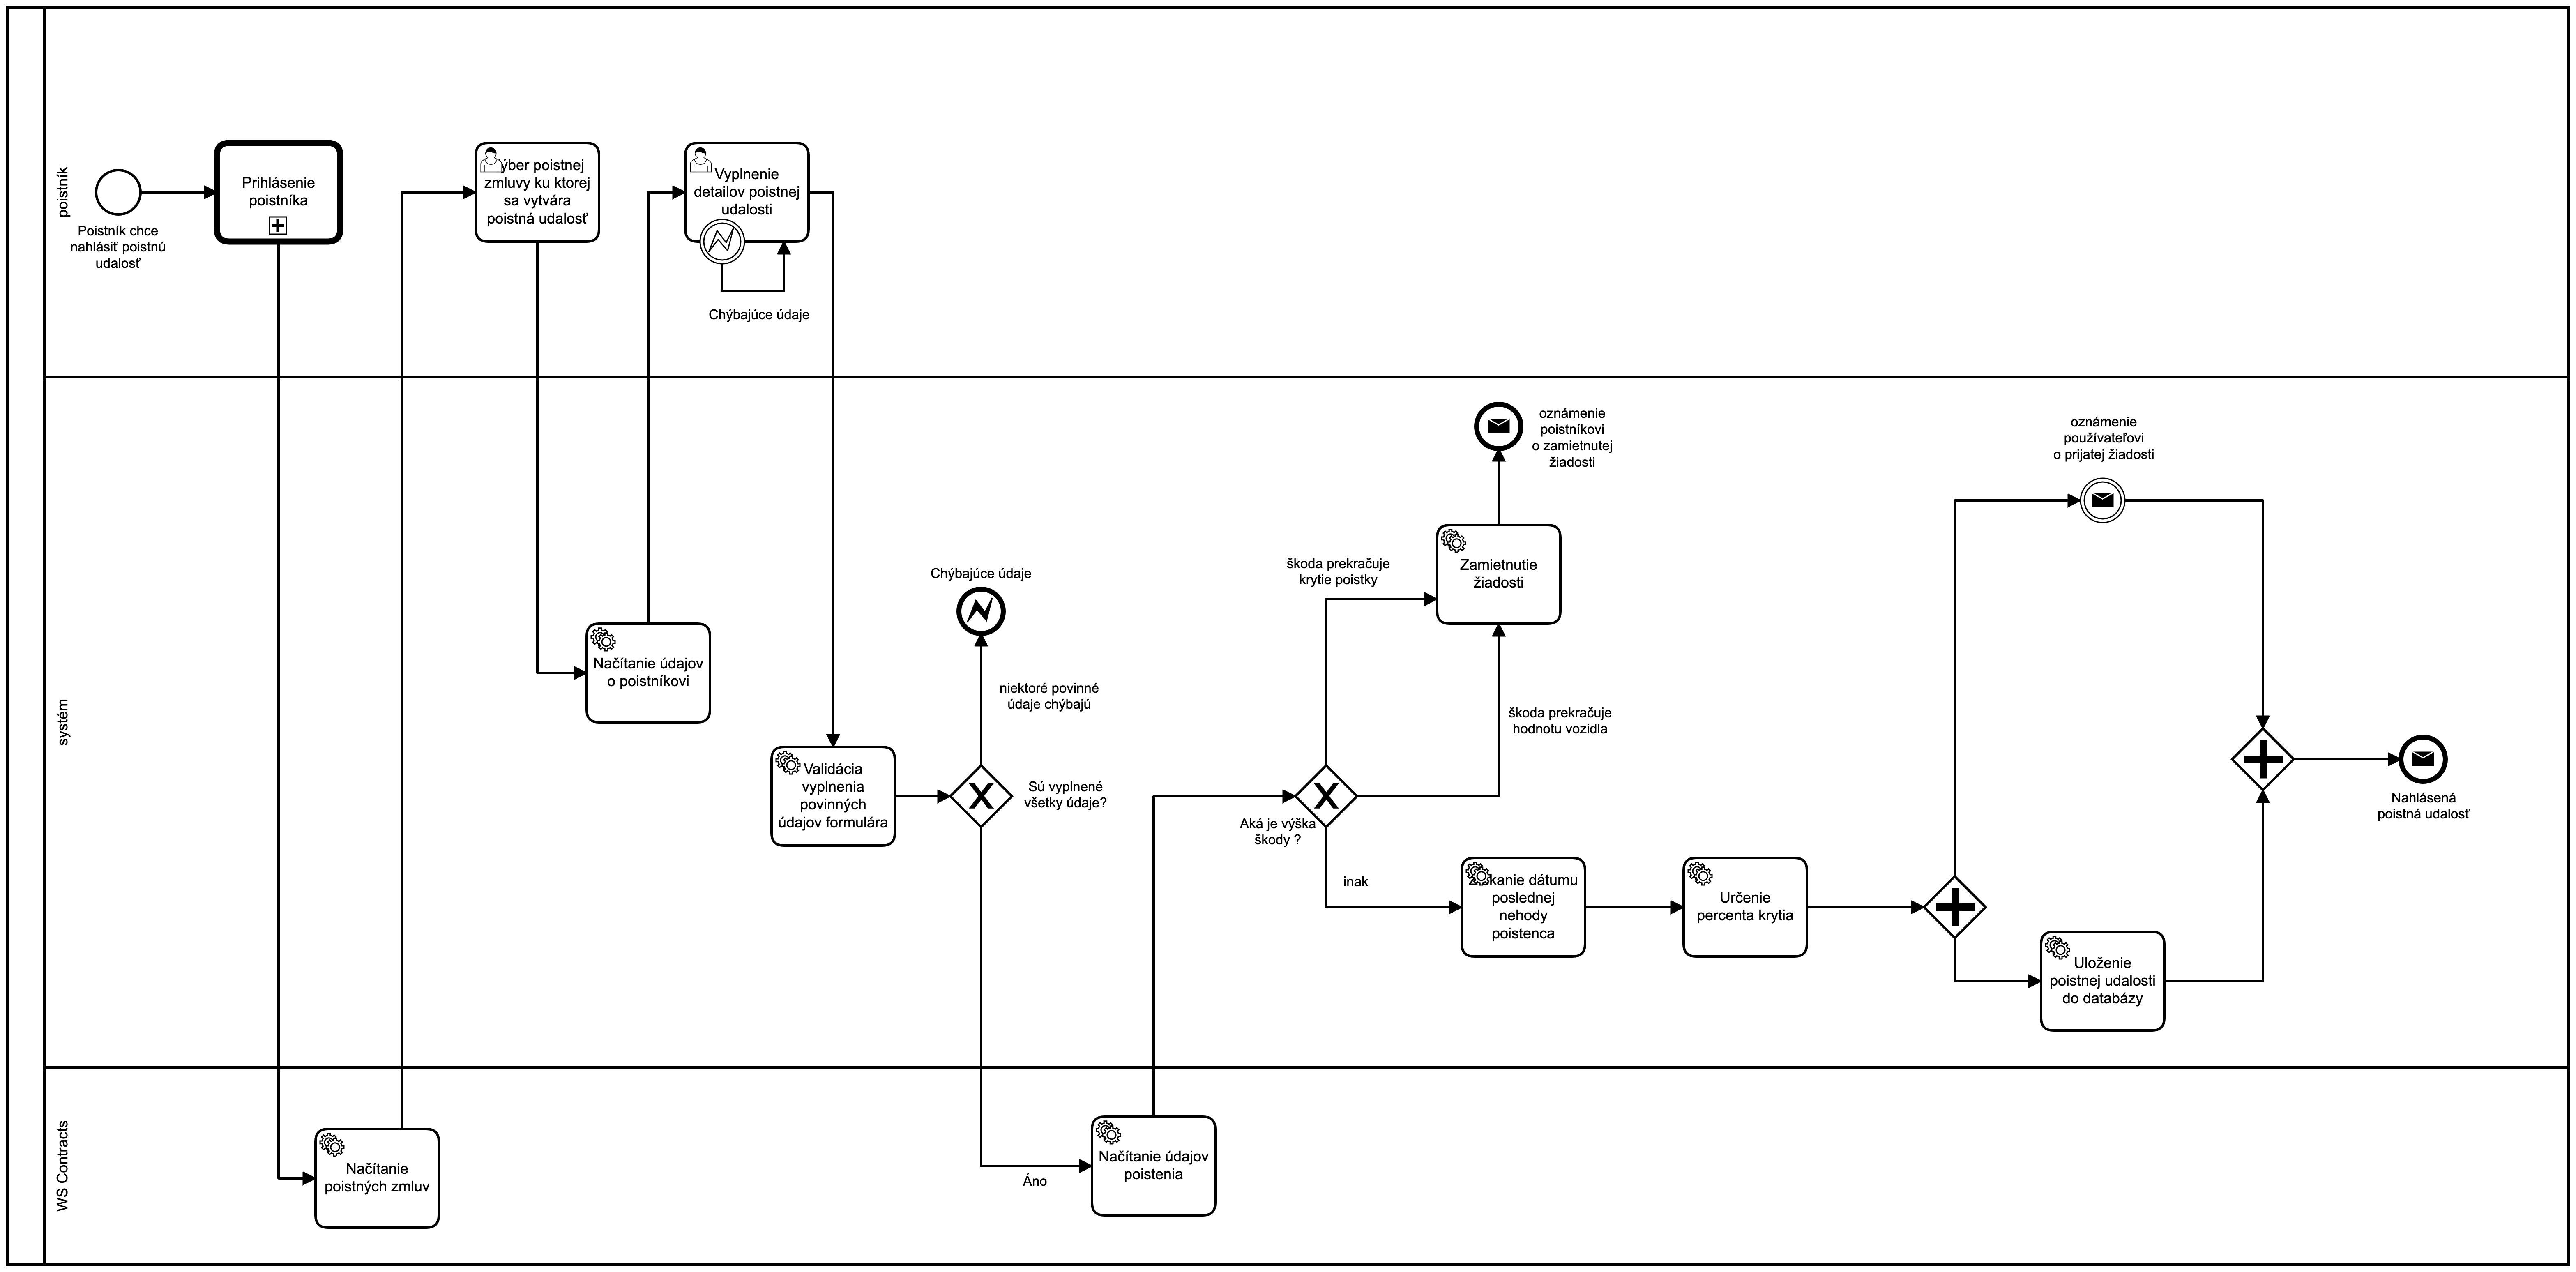 poistník
Poistník chce
nahlásiť poistnú
udalosť
Prihlásenie
poistníka
poistnej
zmluvy ku ktorej
sa vytvára
poistná udalosť
Vyplnenie
detailov poistnej
udalosti
Chýbajúce údaje
systém
Načítanie údajov
o poistníkovi
Validácia
vyplnenia
povinných
údajov formulára
Chýbajúce údaje
niektoré povinné
údaje chýbajú
Sú vyplnené
všetky údaje?
Áno
oznámenie
poistníkovi
o zamietnutej
žiadosti
Zamietnutie
žiadosti
škoda prekračuje
krytie poistky
škoda prekračuje
hodnotu vozidla
Aká je výška
škody ?
inak
dátumu
poslednej
nehody
poistenca
Určenie
percenta krytia
oznámenie
používateľovi
o prijatej žiadosti
Uloženie
poistnej udalosti
do databázy
Nahlásená
poistná udalosť
WS Contracts
Načítanie
poistných zmluv
Načítanie údajov
poistenia